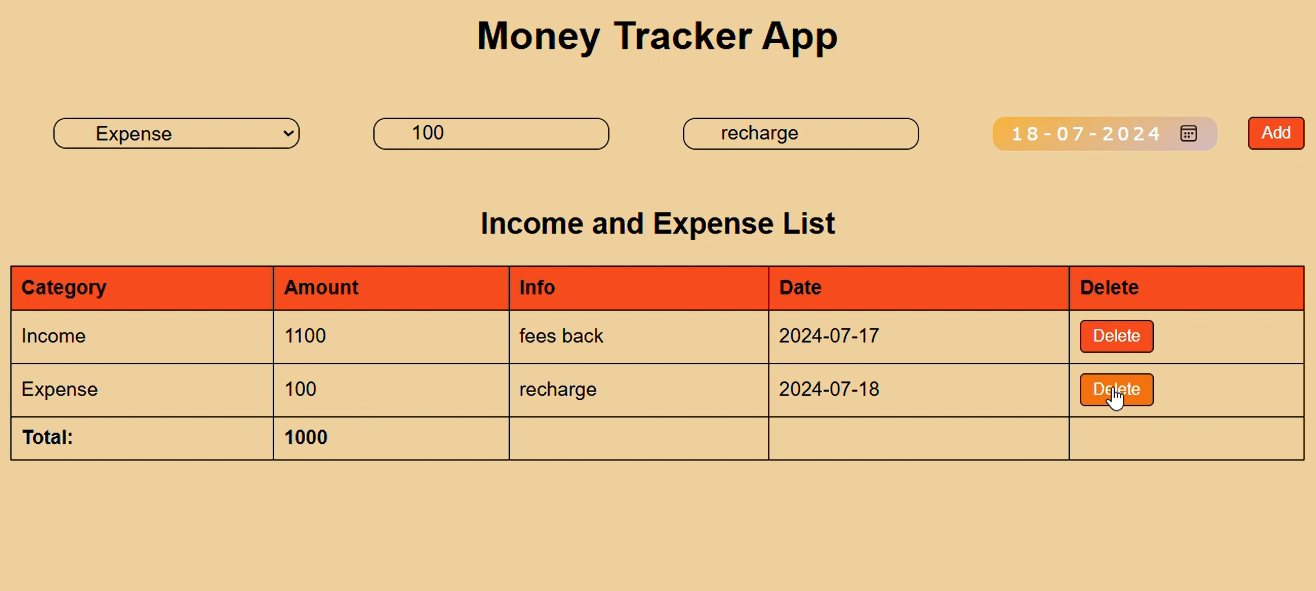 Money Tracker App
Expense 100 recharge 18-07-2024 Add
Income and Expense List
Category Amount Info Date Delete
Income 1100 fees back 2024-07-17 Delete
Expense 100 recharge 2024-07-18 Delete
Total: 1000